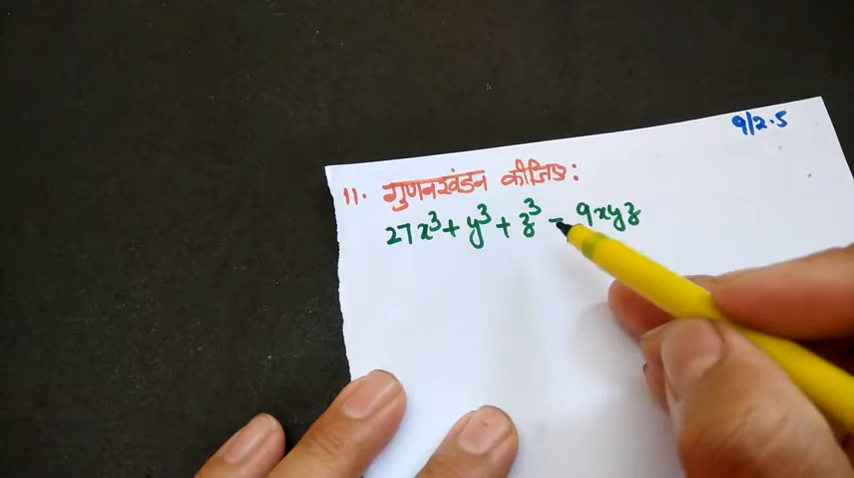 9/2.5
11. गुणनखंडन कीजिए:
27x³ + y³ + z³ - 9xyz